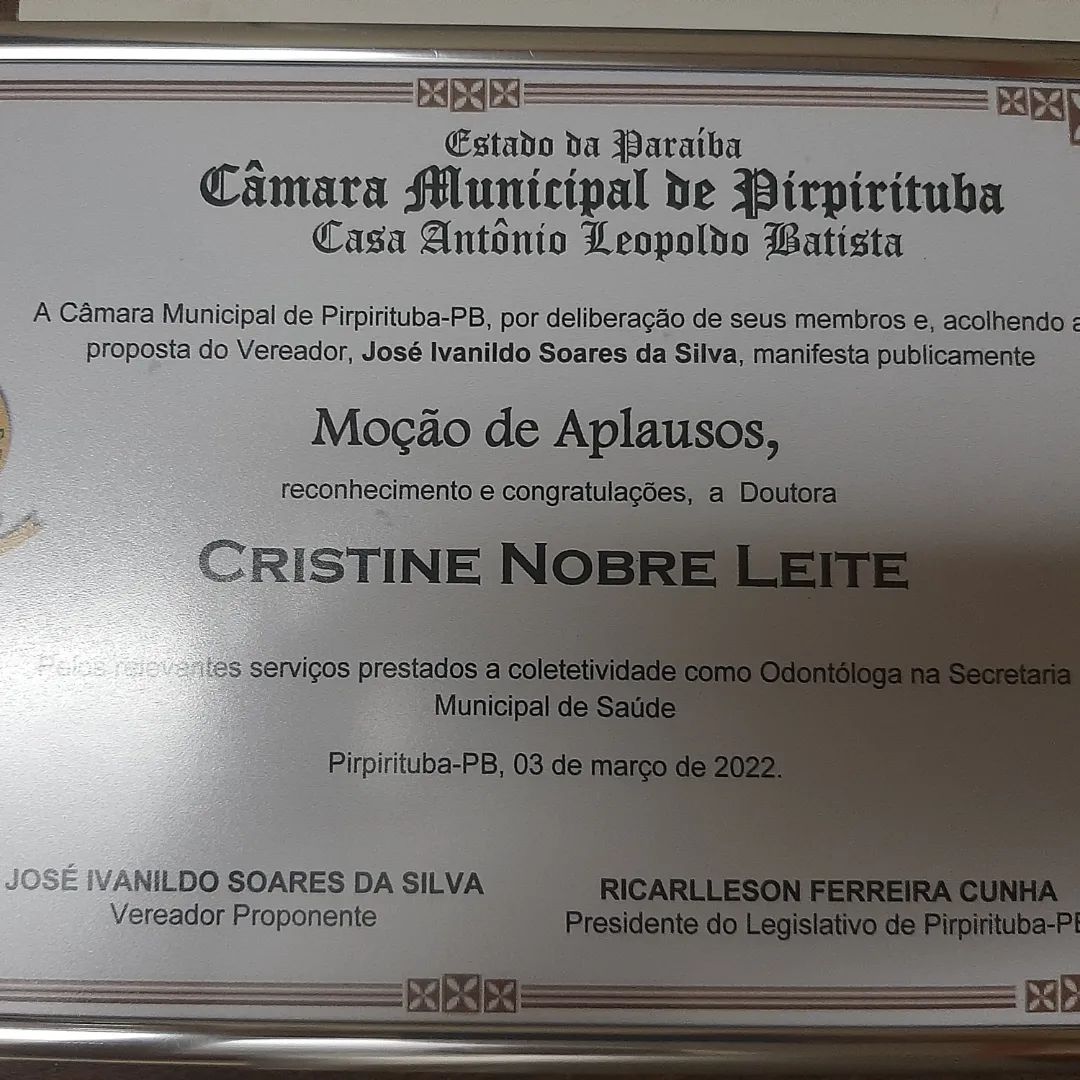 Estado da Paraíba
Câmara Municipal de Pirpirituba
Casa Antônio Leopoldo Batista
A Câmara Municipal de Pirpirituba-PB, por deliberação de seus membros e, acolhendo a
proposta do Vereador, José Ivanildo Soares da Silva, manifesta publicamente
Moção de Aplausos,
reconhecimento e congratulações, a Doutora
CRISTINE NOBRE LEITE
Pelos relevantes serviços prestados a coletetividade como Odontóloga na Secretaria
Municipal de Saúde
Pirpirituba-PB, 03 de março de 2022.
JOSÉ IVANILDO SOARES DA SILVA
Vereador Proponente
RICARLLESON FERREIRA CUNHA
Presidente do Legislativo de Pirpirituba-PB